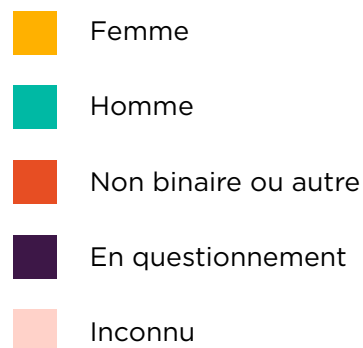 Femme
Homme
Non binaire ou autre
En questionnement
Inconnu